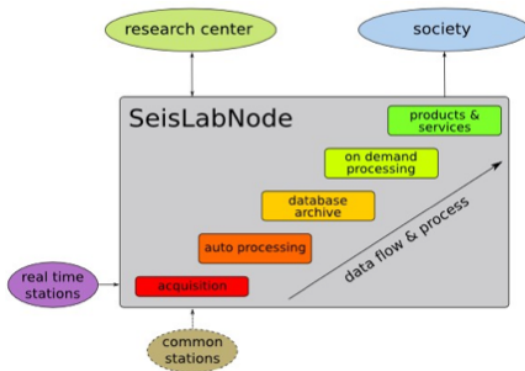 research center
society
SeisLabNode
products &
services
on demand
processing
database
archive
auto processing
data flow & process
real time
stations
acquisition
common
stations